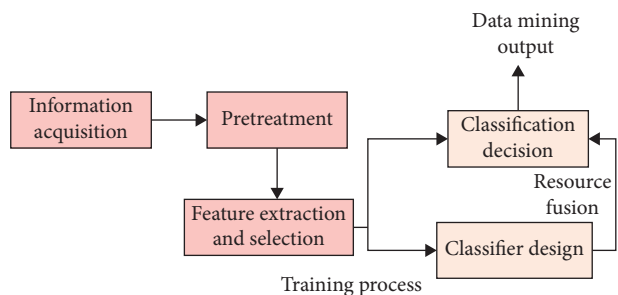 Data mining
output
Information
acquisition
Pretreatment
Classification
decision
Resource
fusion
Feature extraction
and selection
Classifier design
Training process